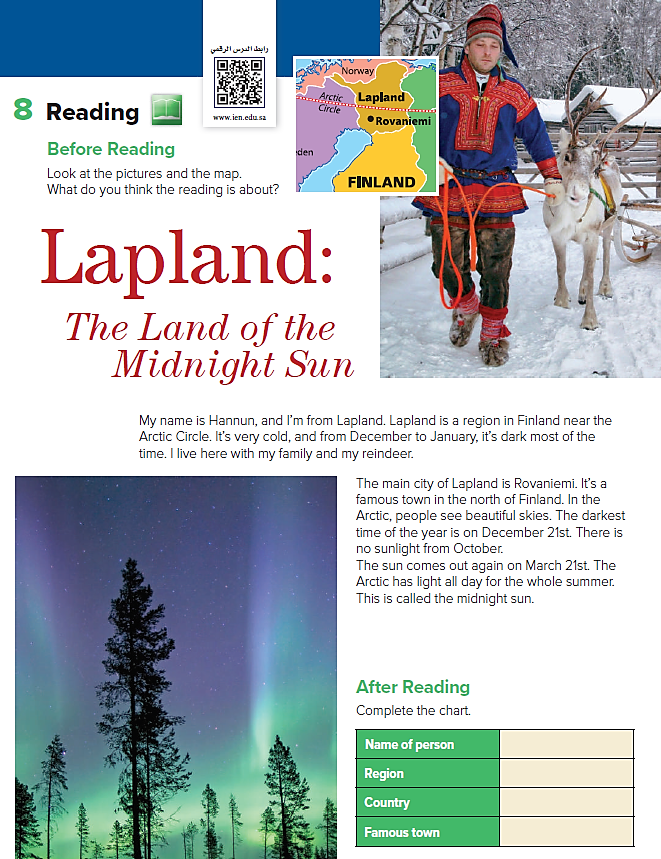 رابط الدرس الرقمي
www.ien.edu.sa
8 Reading
Before Reading
Look at the pictures and the map.
What do you think the reading is about?
Norway
Arctic
Circle
Lapland
Rovaniemi
eden
FINLAND
Lapland:
The Land of the
Midnight Sun
My name is Hannun, and I'm from Lapland. Lapland is a region in Finland near the
Arctic Circle. It's very cold, and from December to January, it's dark most of the
time. I live here with my family and my reindeer.
The main city of Lapland is Rovaniemi. It's a
famous town in the north of Finland. In the
Arctic, people see beautiful skies. The darkest
time of the year is on December 21st. There is
no sunlight from October.
The sun comes out again on March 21st. The
Arctic has light all day for the whole summer.
This is called the midnight sun.
After Reading
Complete the chart.
Name of person
Region
Country
Famous town